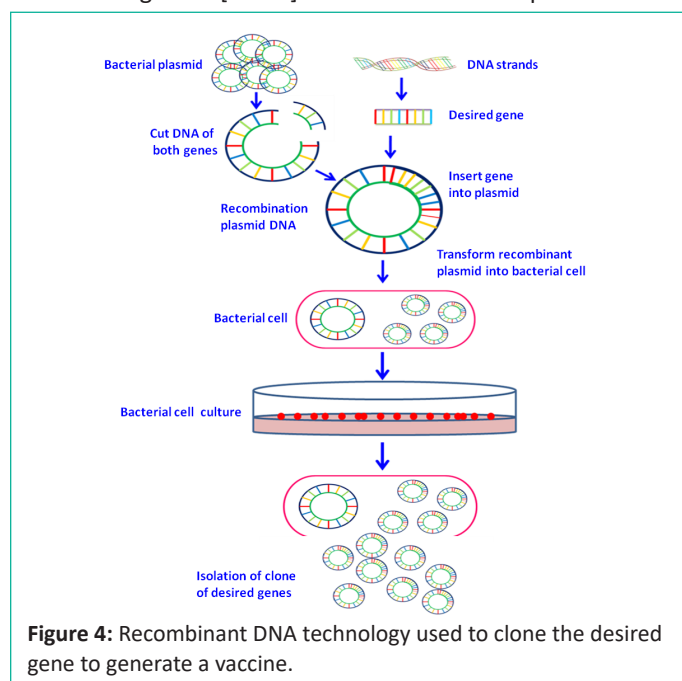 Bacterial plasmid
DNA strands
Desired gene
Cut DNA of
both genes
Insert gene
into plasmid
Recombination
plasmid DNA
Transform recombinant
plasmid into bacterial cell
Bacterial cell
Bacterial cell culture
Isolation of clone
of desired genes
Figure 4: Recombinant DNA technology used to clone the desired
gene to generate a vaccine.